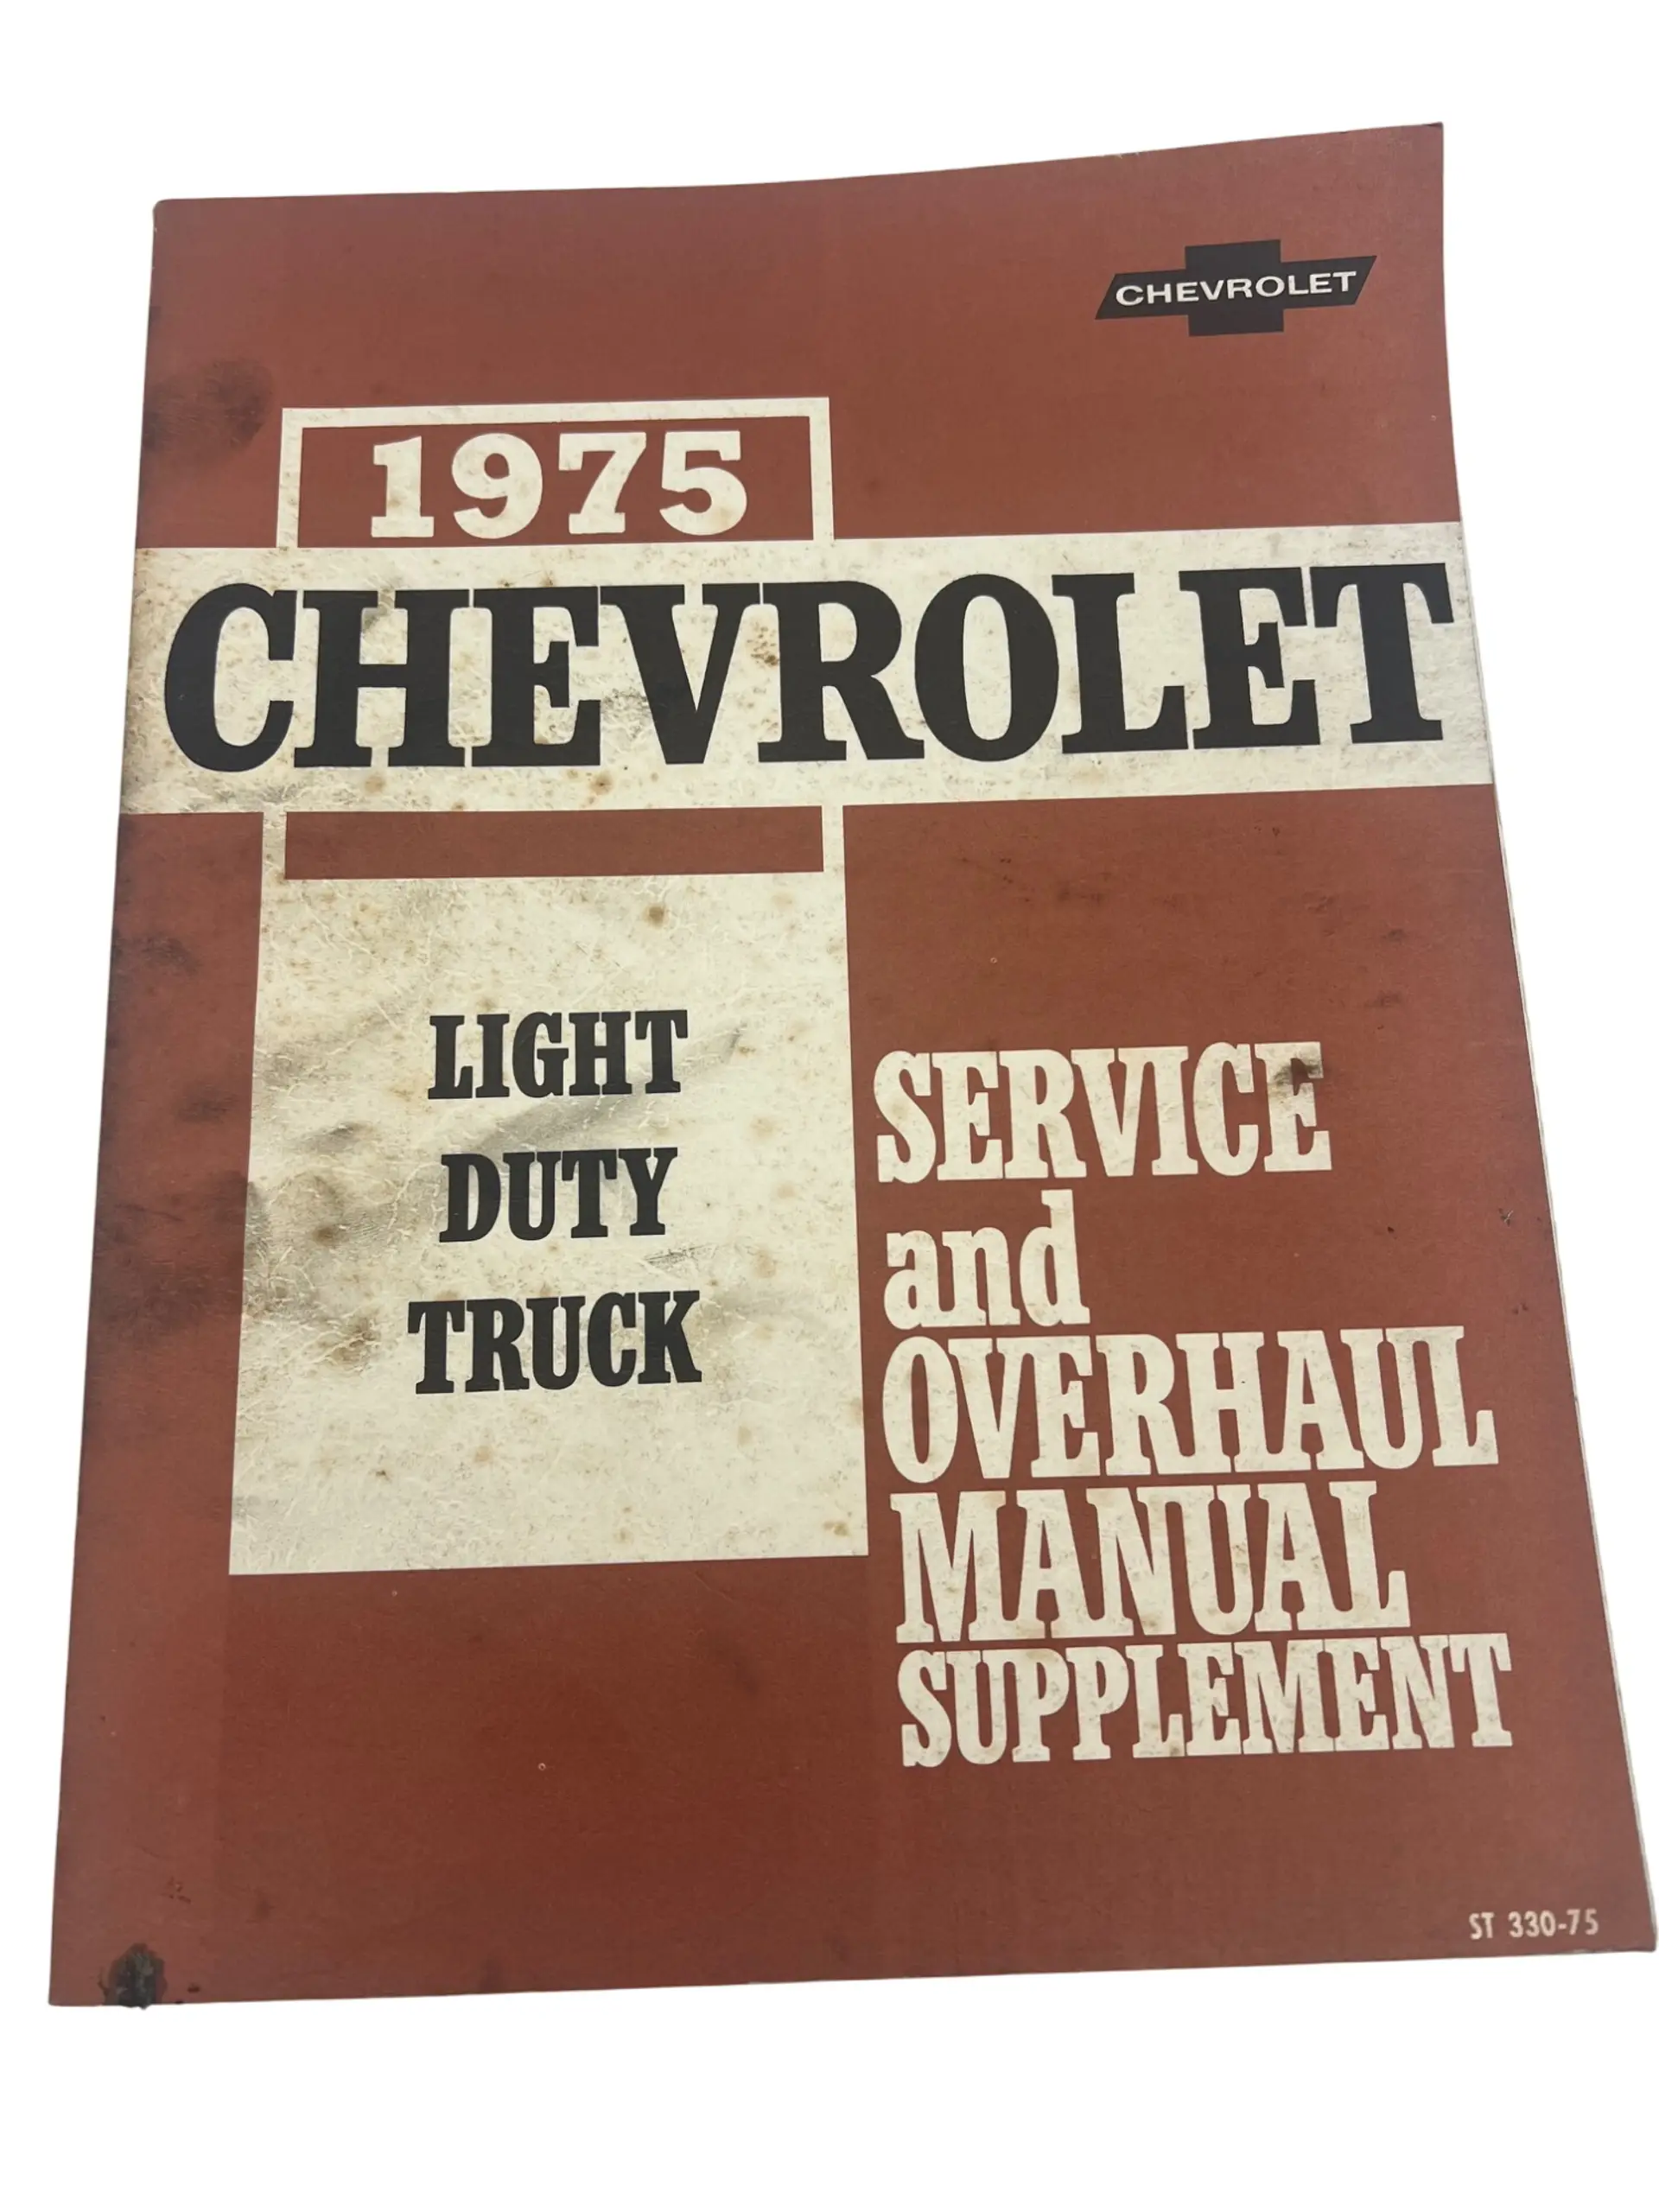 CHEVROLET
1975
CHEVROLET
LIGHT
DUTY
TRUCK
SERVICE
and
OVERHAUL
MANUAL
SUPPLEMENT
ST 330-75